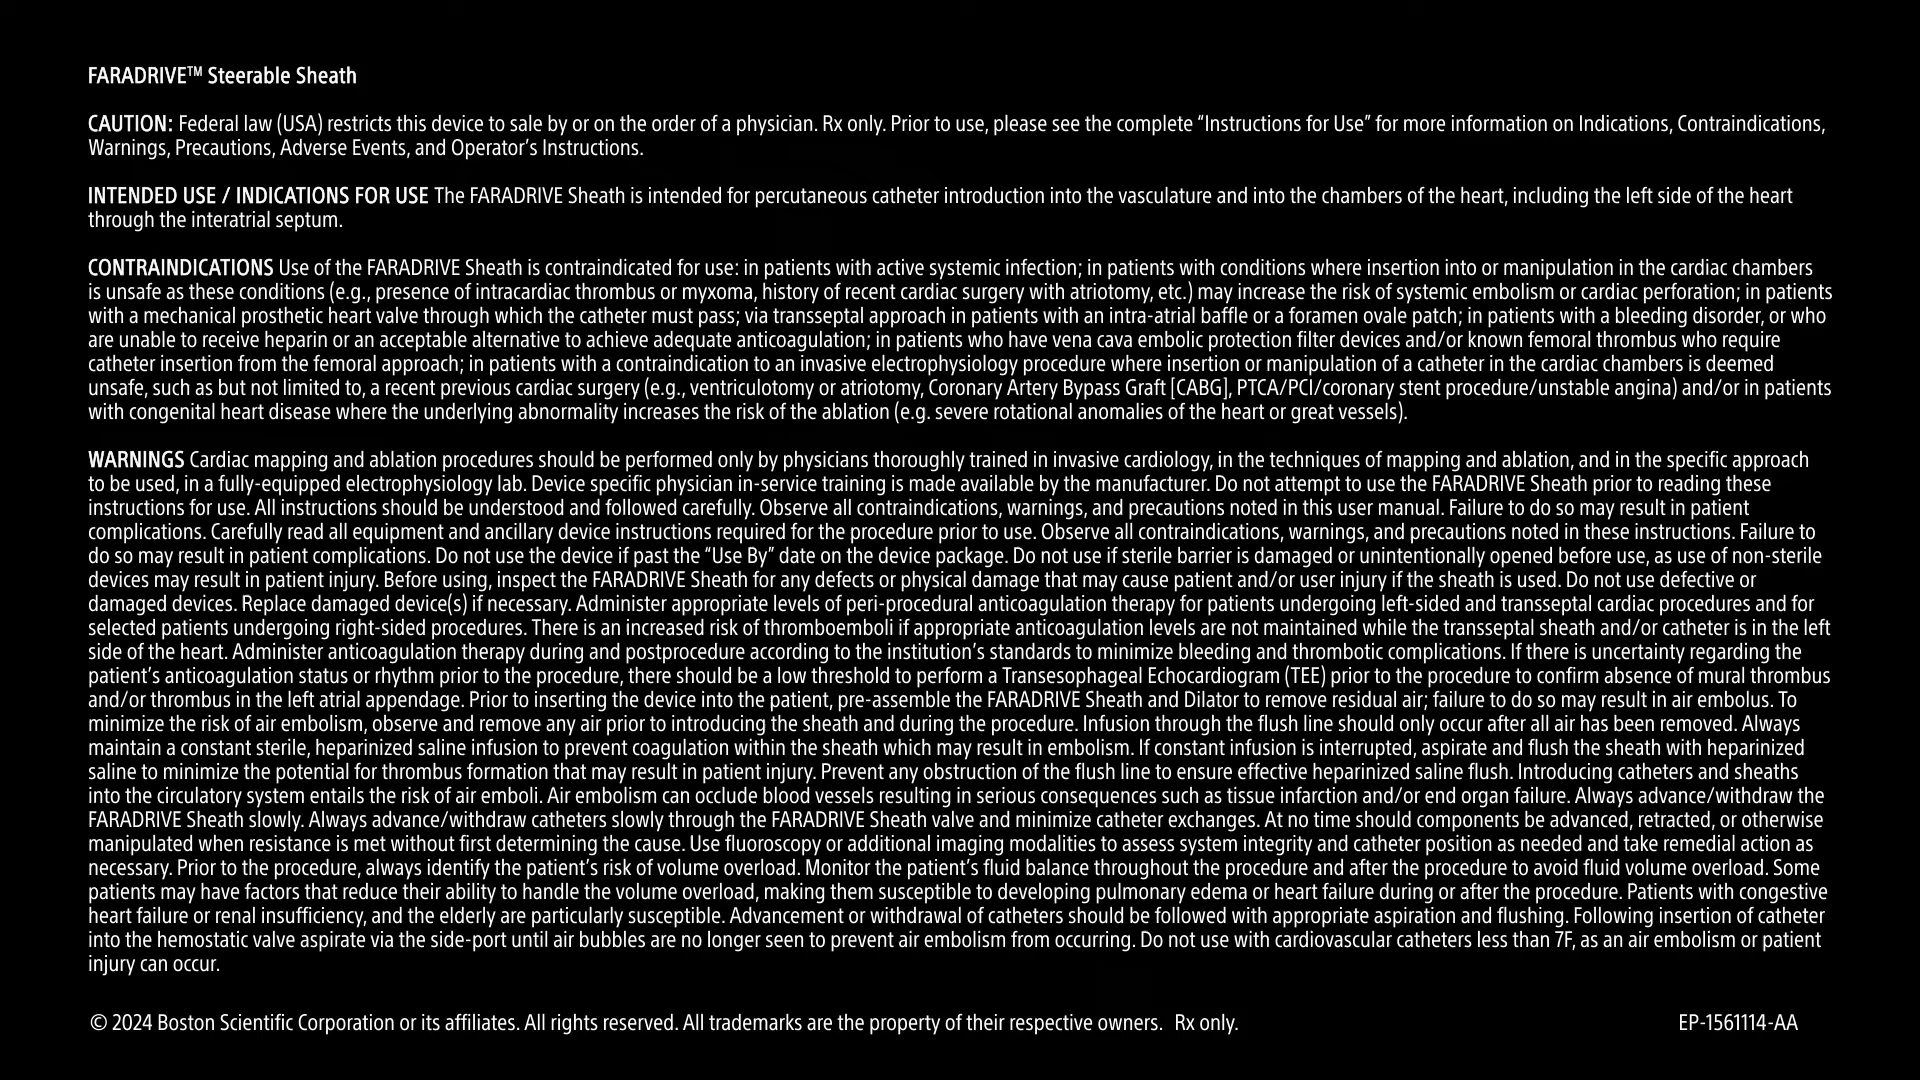 FARADRIVE™ Steerable Sheath
CAUTION: Federal law (USA) restricts this device to sale by or on the order of a physician. Rx only. Prior to use, please see the complete “Instructions for Use” for more information on Indications, Contraindications,
Warnings, Precautions, Adverse Events, and Operator’s Instructions.
INTENDED USE / INDICATIONS FOR USE The FARADRIVE Sheath is intended for percutaneous catheter introduction into the vasculature and into the chambers of the heart, including the left side of the heart
through the interatrial septum.
CONTRAINDICATIONS Use of the FARADRIVE Sheath is contraindicated for use: in patients with active systemic infection; in patients with conditions where insertion into or manipulation in the cardiac chambers
is unsafe as these conditions (e.g., presence of intracardiac thrombus or myxoma, history of recent cardiac surgery with atriotomy, etc.) may increase the risk of systemic embolism or cardiac perforation; in patients
with a mechanical prosthetic heart valve through which the catheter must pass; via transseptal approach in patients with an intra-atrial baffle or a foramen ovale patch; in patients with a bleeding disorder, or who
are unable to receive heparin or an acceptable alternative to achieve adequate anticoagulation; in patients who have vena cava embolic protection filter devices and/or known femoral thrombus who require
catheter insertion from the femoral approach; in patients with a contraindication to an invasive electrophysiology procedure where insertion or manipulation of a catheter in the cardiac chambers is deemed
unsafe, such as but not limited to, a recent previous cardiac surgery (e.g., ventriculotomy or atriotomy, Coronary Artery Bypass Graft [CABG], PTCA/PCI/coronary stent procedure/unstable angina) and/or in patients
with congenital heart disease where the underlying abnormality increases the risk of the ablation (e.g. severe rotational anomalies of the heart or great vessels).
WARNINGS Cardiac mapping and ablation procedures should be performed only by physicians thoroughly trained in invasive cardiology, in the techniques of mapping and ablation, and in the specific approach
to be used, in a fully-equipped electrophysiology lab. Device specific physician in-service training is made available by the manufacturer. Do not attempt to use the FARADRIVE Sheath prior to reading these
instructions for use. All instructions should be understood and followed carefully. Observe all contraindications, warnings, and precautions noted in this user manual. Failure to do so may result in patient
complications. Carefully read all equipment and ancillary device instructions required for the procedure prior to use. Observe all contraindications, warnings, and precautions noted in these instructions. Failure to
do so may result in patient complications. Do not use the device if past the “Use By” date on the device package. Do not use if sterile barrier is damaged or unintentionally opened before use, as use of non-sterile
devices may result in patient injury. Before using, inspect the FARADRIVE Sheath for any defects or physical damage that may cause patient and/or user injury if the sheath is used. Do not use defective or
damaged devices. Replace damaged device(s) if necessary. Administer appropriate levels of peri-procedural anticoagulation therapy for patients undergoing left-sided and transseptal cardiac procedures and for
selected patients undergoing right-sided procedures. There is an increased risk of thromboemboli if appropriate anticoagulation levels are not maintained while the transseptal sheath and/or catheter is in the left
side of the heart. Administer anticoagulation therapy during and postprocedure according to the institution’s standards to minimize bleeding and thrombotic complications. If there is uncertainty regarding the
patient’s anticoagulation status or rhythm prior to the procedure, there should be a low threshold to perform a Transesophageal Echocardiogram (TEE) prior to the procedure to confirm absence of mural thrombus
and/or thrombus in the left atrial appendage. Prior to inserting the device into the patient, pre-assemble the FARADRIVE Sheath and Dilator to remove residual air; failure to do so may result in air embolus. To
minimize the risk of air embolism, observe and remove any air prior to introducing the sheath and during the procedure. Infusion through the flush line should only occur after all air has been removed. Always
maintain a constant sterile, heparinized saline infusion to prevent coagulation within the sheath which may result in embolism. If constant infusion is interrupted, aspirate and flush the sheath with heparinized
saline to minimize the potential for thrombus formation that may result in patient injury. Prevent any obstruction of the flush line to ensure effective heparinized saline flush. Introducing catheters and sheaths
into the circulatory system entails the risk of air emboli. Air embolism can occlude blood vessels resulting in serious consequences such as tissue infarction and/or end organ failure. Always advance/withdraw the
FARADRIVE Sheath slowly. Always advance/withdraw catheters slowly through the FARADRIVE Sheath valve and minimize catheter exchanges. At no time should components be advanced, retracted, or otherwise
manipulated when resistance is met without first determining the cause. Use fluoroscopy or additional imaging modalities to assess system integrity and catheter position as needed and take remedial action as
necessary. Prior to the procedure, always identify the patient’s risk of volume overload. Monitor the patient’s fluid balance throughout the procedure and after the procedure to avoid fluid volume overload. Some
patients may have factors that reduce their ability to handle the volume overload, making them susceptible to developing pulmonary edema or heart failure during or after the procedure. Patients with congestive
heart failure or renal insufficiency, and the elderly are particularly susceptible. Advancement or withdrawal of catheters should be followed with appropriate aspiration and flushing. Following insertion of catheter
into the hemostatic valve aspirate via the side-port until air bubbles are no longer seen to prevent air embolism from occurring. Do not use with cardiovascular catheters less than 7F, as an air embolism or patient
injury can occur.
© 2024 Boston Scientific Corporation or its affiliates. All rights reserved. All trademarks are the property of their respective owners. Rx only.
EP-1561114-AA